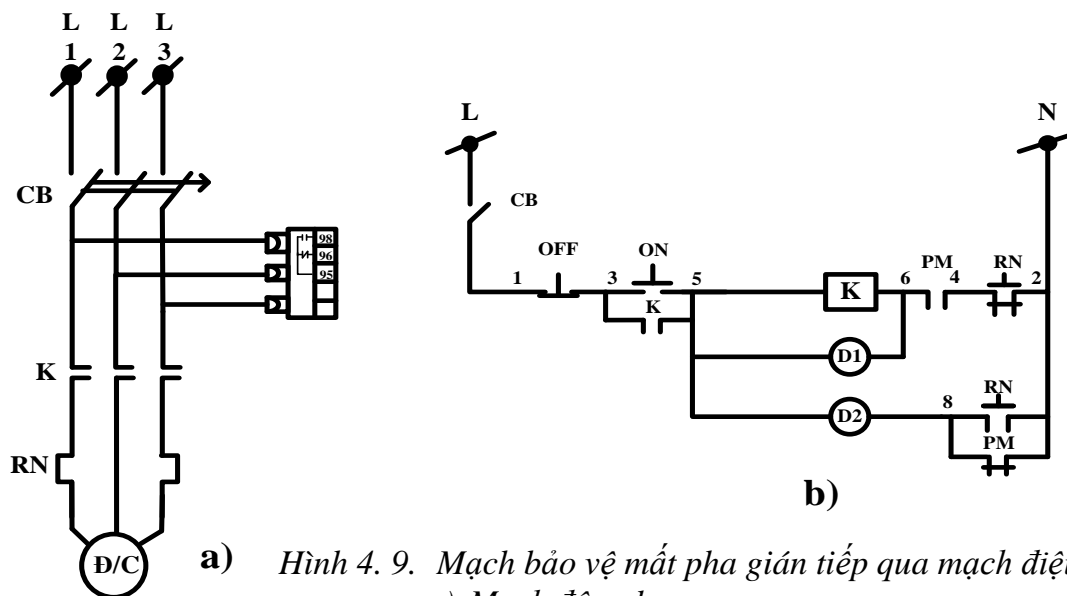 L L L
1 2 3
CB
98
96
95
K
RN
Đ/C
a)
L N
CB
OFF ON
1 3 5 6 PM 4 RN 2
K K
D1
D2 8 RN
PM
b)
Hình 4. 9. Mạch bảo vệ mất pha gián tiếp qua mạch điệ